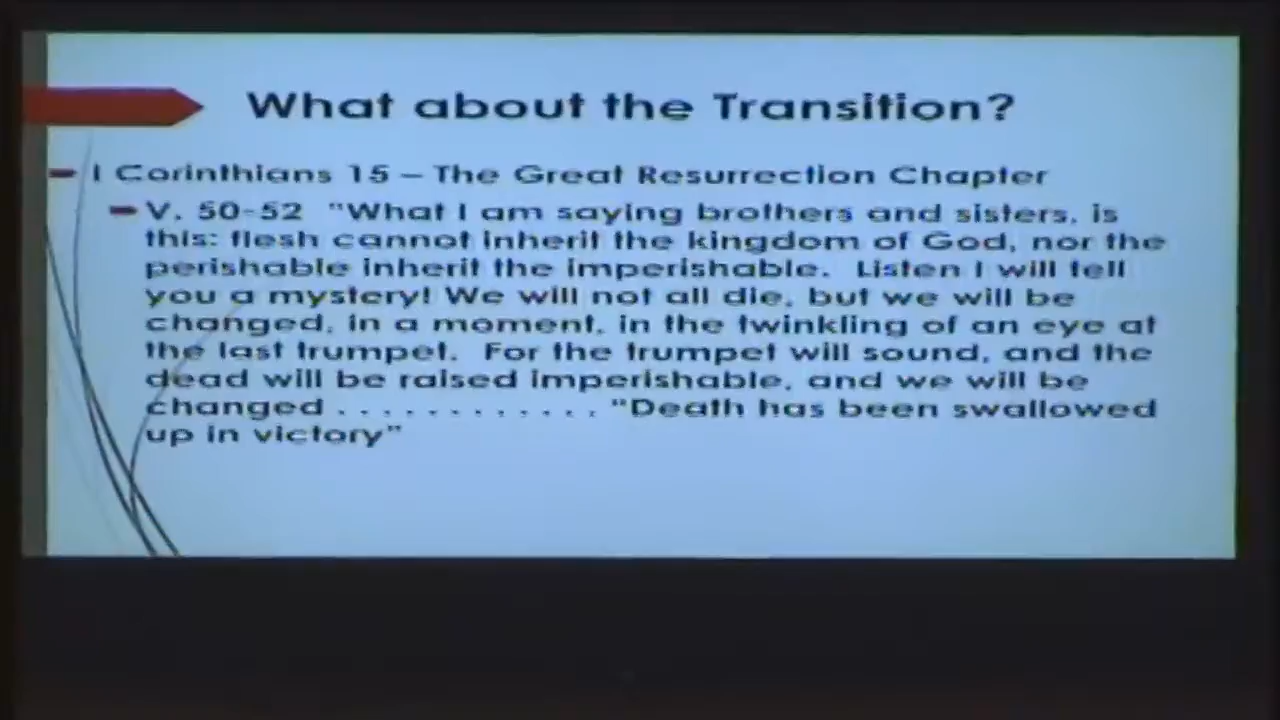 What about the Transition?
I Corinthians 15 – The Great Resurrection Chapter
V. 50-52 "What I am saying brothers and sisters, is
this: flesh cannot inherit the kingdom of God, nor the
perishable inherit the imperishable. Listen I will tell
you a mystery! We will not all die, but we will be
changed, in a moment, in the twinkling of an eye at
the last trumpet. For the trumpet will sound, and the
dead will be raised imperishable, and we will be
changed . . . . . . . . . . . . "Death has been swallowed
up in victory"